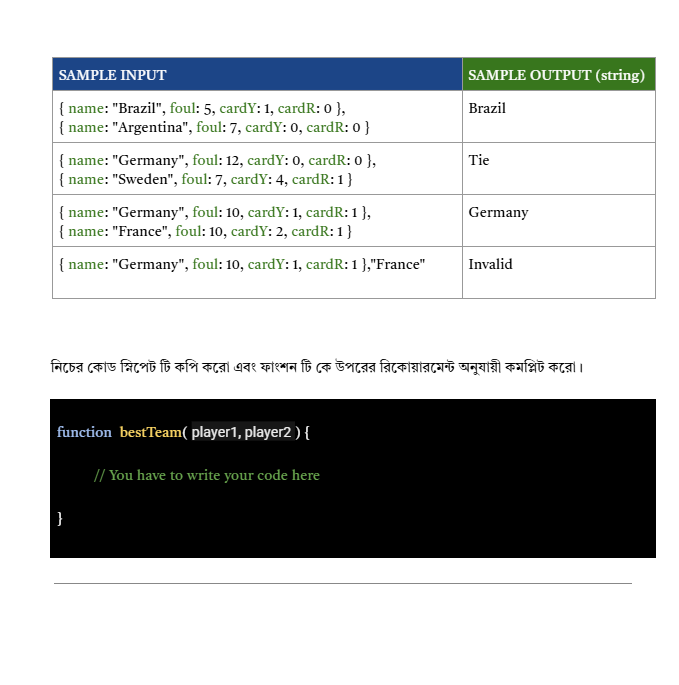 SAMPLE INPUT
SAMPLE OUTPUT (string)
{ name: "Brazil", foul: 5, cardY: 1, cardR: 0 },
{ name: "Argentina", foul: 7, cardY: 0, cardR: 0 }
Brazil
{ name: "Germany", foul: 12, cardY: 0, cardR: 0 },
{ name: "Sweden", foul: 7, cardY: 4, cardR: 1 }
Tie
{ name: "Germany", foul: 10, cardY: 1, cardR: 1 },
{ name: "France", foul: 10, cardY: 2, cardR: 1 }
Germany
{ name: "Germany", foul: 10, cardY: 1, cardR: 1 },"France"
Invalid
নিচের কোড স্নিপেট টি কপি করো এবং ফাংশন টি কে উপরের রিকোয়ারমেন্ট অনুযায়ী কমপ্লিট করো।
function bestTeam( player1, player2 ) {
// You have to write your code here
}